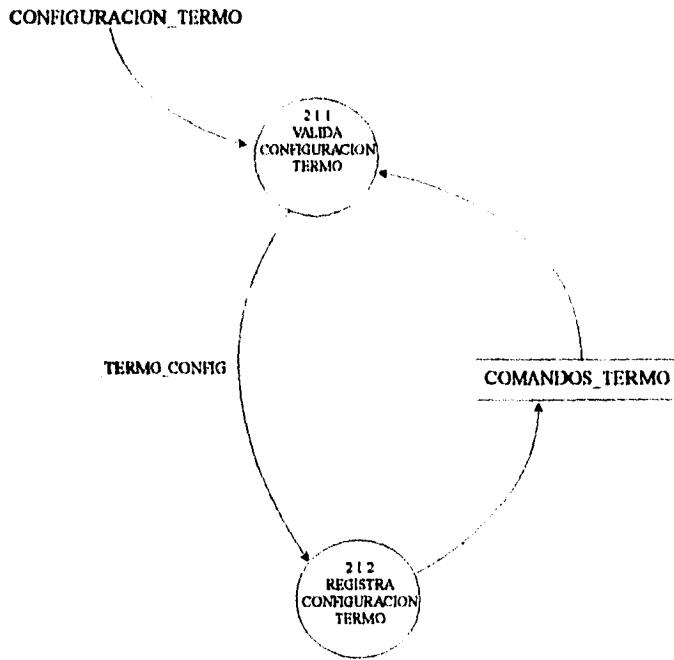 CONFIGURACION_TERMO
2 1 1
VALIDA
CONFIGURACION
TERMO
TERMO_CONFIG
COMANDOS_TERMO
2 1 2
REGISTRA
CONFIGURACION
TERMO